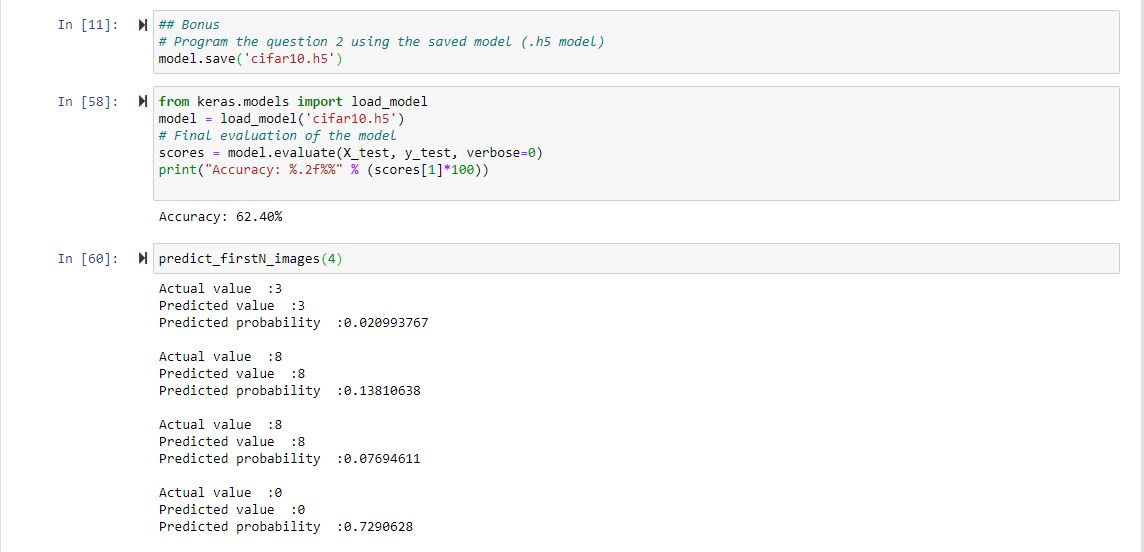 In [11]:
## Bonus
# Program the question 2 using the saved model (.h5 model)
model.save('cifar10.h5')
In [58]:
from keras.models import load_model
model = load_model('cifar10.h5')
# Final evaluation of the model
scores = model.evaluate(X_test, y_test, verbose=0)
print("Accuracy: %.2f%%" % (scores[1]*100))
Accuracy: 62.40%
In [60]:
predict_firstN_images(4)
Actual value  :3
Predicted value  :3
Predicted probability  :0.020993767
Actual value  :8
Predicted value  :8
Predicted probability  :0.13810638
Actual value  :8
Predicted value  :8
Predicted probability  :0.07694611
Actual value  :0
Predicted value  :0
Predicted probability  :0.7290628